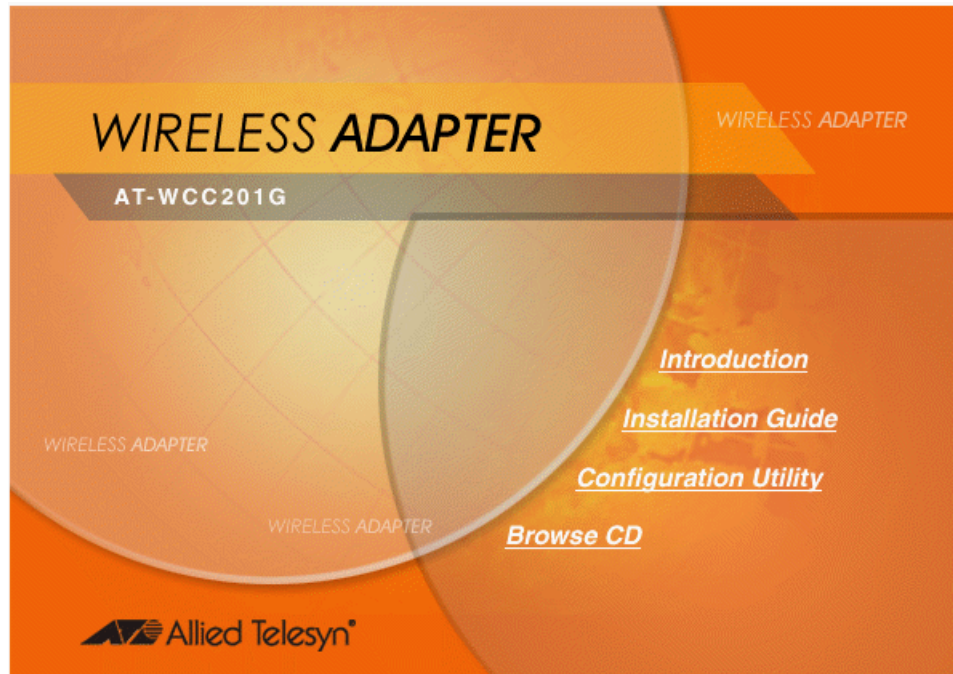 WIRELESS ADAPTER
WIRELESS ADAPTER
AT-WCC201G
Introduction
Installation Guide
WIRELESS ADAPTER
Configuration Utility
WIRELESS ADAPTER
Browse CD
Allied Telesyn®